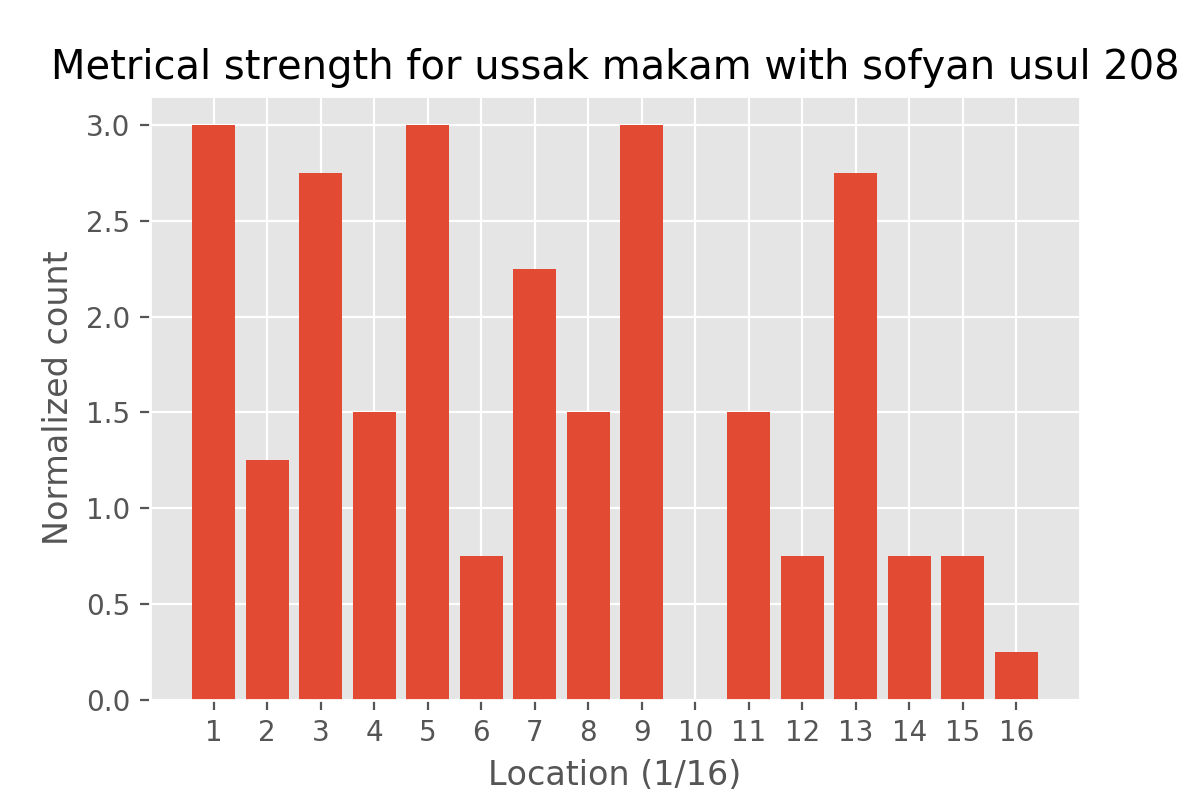 Metrical strength for ussak makam with sofyan usul 208
3.0
2.5
2.0
1.5
1.0
0.5
0.0
Normalized count
1 2 3 4 5 6 7 8 9 10 11 12 13 14 15 16
Location (1/16)